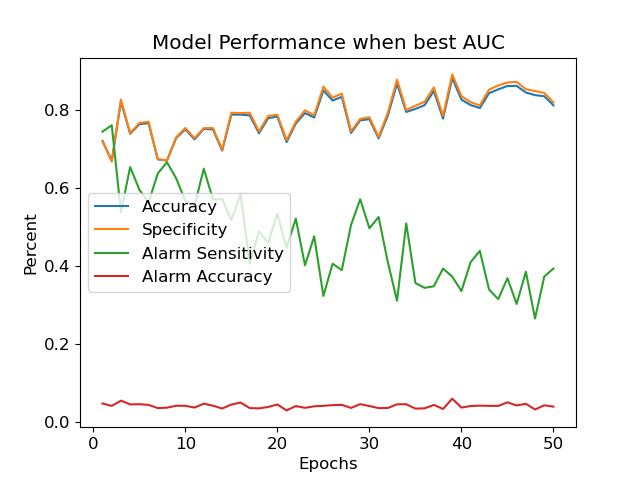 Model Performance when best AUC
Percent
0.8
0.6
0.4
0.2
0.0
Accuracy
Specificity
Alarm Sensitivity
Alarm Accuracy
0 10 20 30 40 50
Epochs